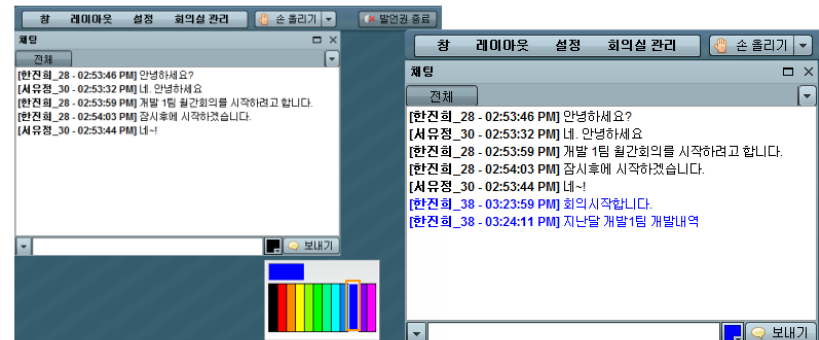 창 레이아웃 설정 회의실 관리 손 올리기 발언권 종료
채팅
전체
[한진희_28 - 02:53:46 PM] 안녕하세요?
[서유정_30 - 02:53:32 PM] 네. 안녕하세요
[한진희_28 - 02:53:59 PM] 개발 1팀 월간회의를 시작하려고 합니다.
[한진희_28 - 02:54:03 PM] 잠시후에 시작하겠습니다.
[서유정_30 - 02:53:44 PM] 네~!
보내기
창 레이아웃 설정 회의실 관리 손 올리기
채팅
전체
[한진희_28 - 02:53:46 PM] 안녕하세요?
[서유정_30 - 02:53:32 PM] 네. 안녕하세요
[한진희_28 - 02:53:59 PM] 개발 1팀 월간회의를 시작하려고 합니다.
[한진희_28 - 02:54:03 PM] 잠시후에 시작하겠습니다.
[서유정_30 - 02:53:44 PM] 네~!
[한진희_38 - 03:23:59 PM] 회의시작합니다.
[한진희_38 - 03:24:11 PM] 지난달 개발1팀 개발내역
보내기